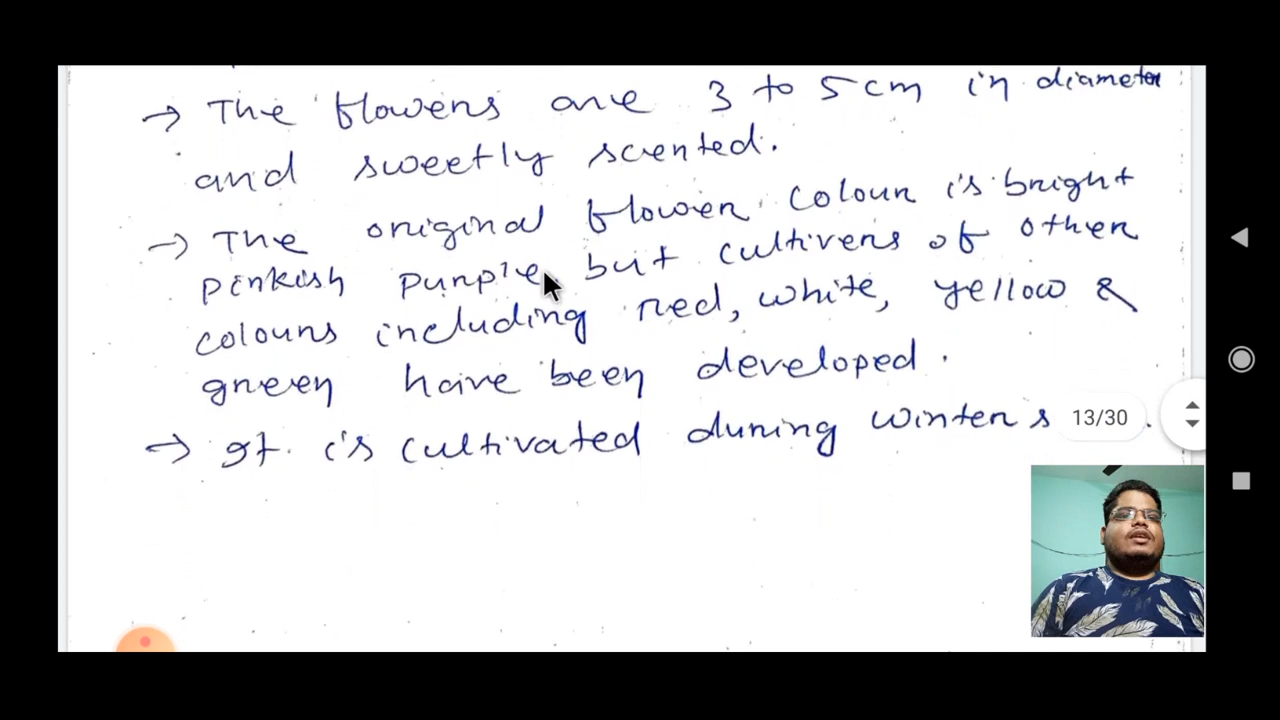 → The flowers are 3 to 5cm in diameter
and sweetly scented.
→ The original flower colour is bright
pinkish purple but cultivers of other
colours including red, white, yellow &
green have been developed.
→ It is cultivated during winters
13/30